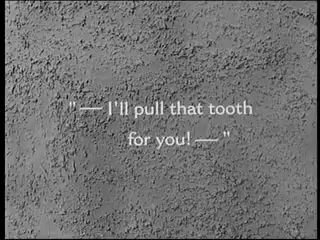 "— I'll pull that tooth
for you! — "